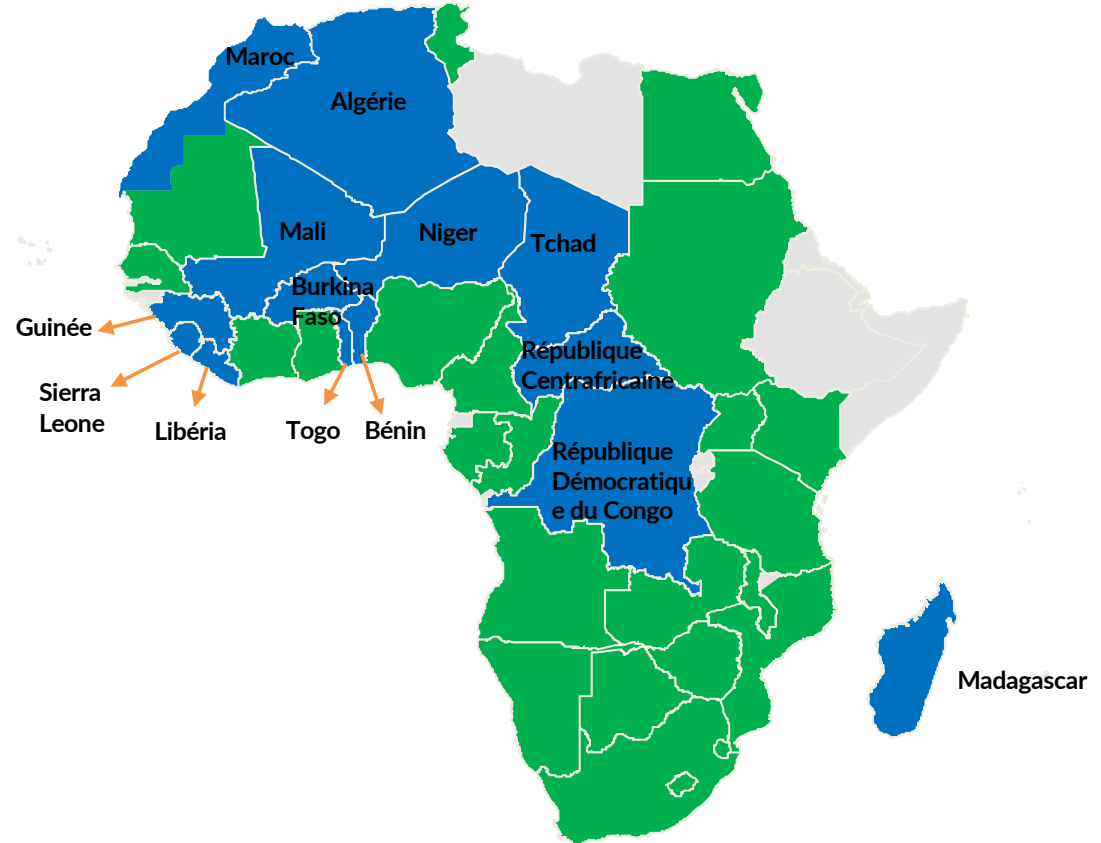 Maroc
Algérie
Mali
Niger
Tchad
Burkina
Faso
Guinée
République
Centrafricaine
Sierra
Leone
Libéria
Togo
Bénin
République
Démocratiqu
e du Congo
Madagascar